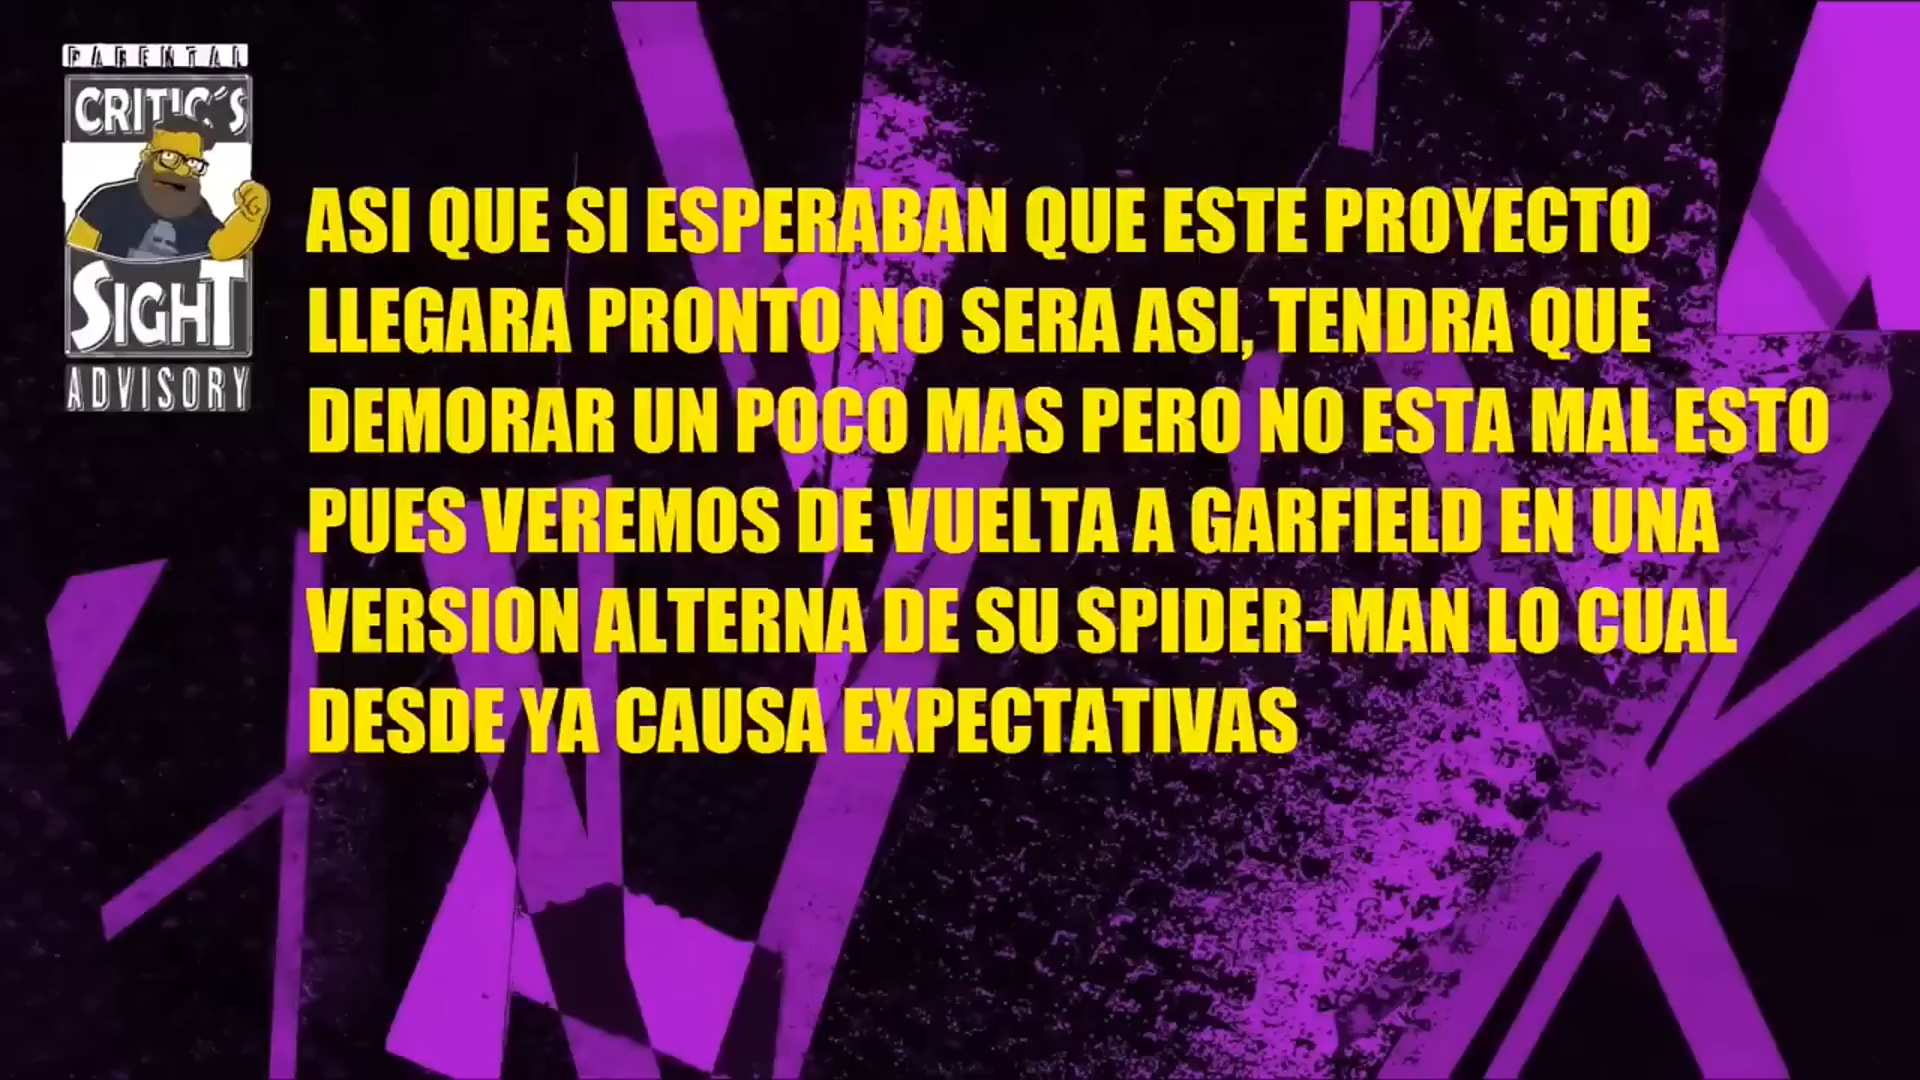 PARENTAL
CRITIC´S
SIGHT
ADVISORY
ASI QUE SI ESPERABAN QUE ESTE PROYECTO
LLEGARA PRONTO NO SERA ASI, TENDRA QUE
DEMORAR UN POCO MAS PERO NO ESTA MAL ESTO
PUES VEREMOS DE VUELTA A GARFIELD EN UNA
VERSION ALTERNA DE SU SPIDER-MAN LO CUAL
DESDE YA CAUSA EXPECTATIVAS